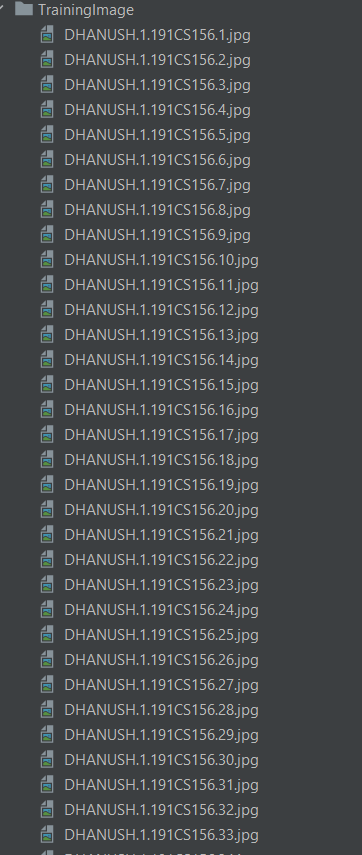 TrainingImage
DHANUSH.1.191CS156.1.jpg
DHANUSH.1.191CS156.2.jpg
DHANUSH.1.191CS156.3.jpg
DHANUSH.1.191CS156.4.jpg
DHANUSH.1.191CS156.5.jpg
DHANUSH.1.191CS156.6.jpg
DHANUSH.1.191CS156.7.jpg
DHANUSH.1.191CS156.8.jpg
DHANUSH.1.191CS156.9.jpg
DHANUSH.1.191CS156.10.jpg
DHANUSH.1.191CS156.11.jpg
DHANUSH.1.191CS156.12.jpg
DHANUSH.1.191CS156.13.jpg
DHANUSH.1.191CS156.14.jpg
DHANUSH.1.191CS156.15.jpg
DHANUSH.1.191CS156.16.jpg
DHANUSH.1.191CS156.17.jpg
DHANUSH.1.191CS156.18.jpg
DHANUSH.1.191CS156.19.jpg
DHANUSH.1.191CS156.20.jpg
DHANUSH.1.191CS156.21.jpg
DHANUSH.1.191CS156.22.jpg
DHANUSH.1.191CS156.23.jpg
DHANUSH.1.191CS156.24.jpg
DHANUSH.1.191CS156.25.jpg
DHANUSH.1.191CS156.26.jpg
DHANUSH.1.191CS156.27.jpg
DHANUSH.1.191CS156.28.jpg
DHANUSH.1.191CS156.29.jpg
DHANUSH.1.191CS156.30.jpg
DHANUSH.1.191CS156.31.jpg
DHANUSH.1.191CS156.32.jpg
DHANUSH.1.191CS156.33.jpg